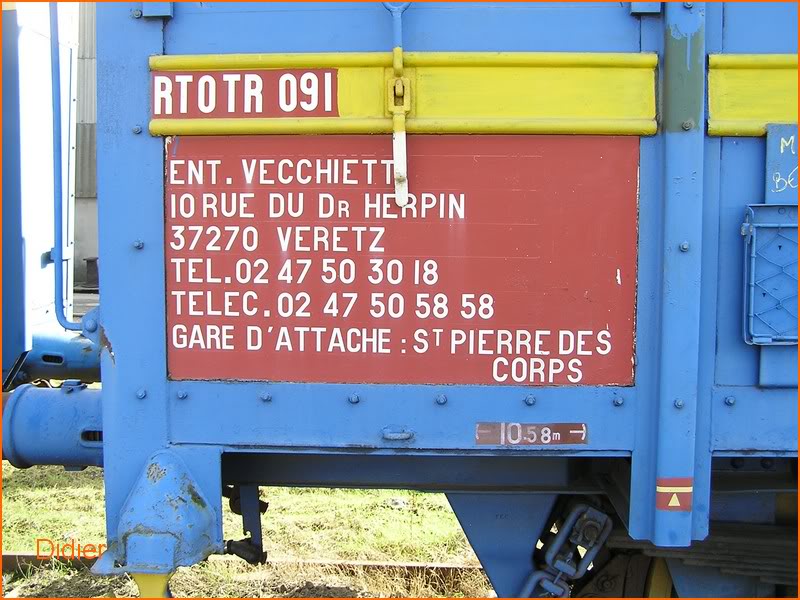 RTOTR 091
ENT. VECCHIETT
10 RUE DU DR HERPIN
37270 VERETZ
TEL. 02 47 50 30 18
TELEC. 02 47 50 58 58
GARE D'ATTACHE : ST PIERRE DES
CORPS
10.58m
Didier